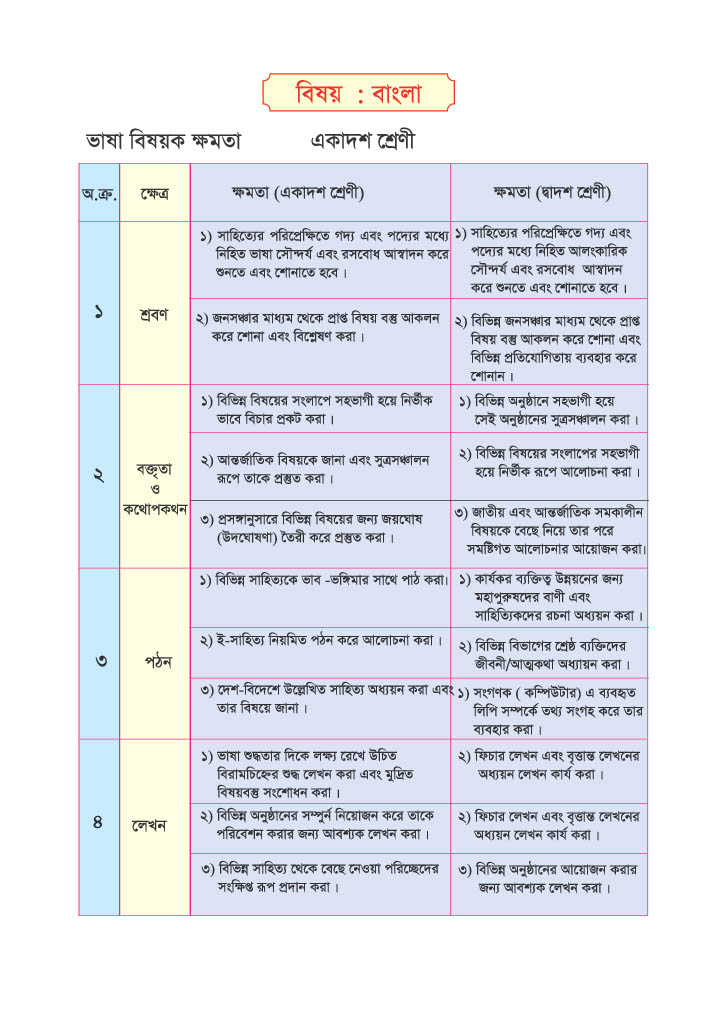 বিষয় : বাংলা
ভাষা বিষয়ক ক্ষমতা একাদশ শ্রেণী
অ.ক্র. ক্ষেত্র ক্ষমতা (একাদশ শ্রেণী) ক্ষমতা (দ্বাদশ শ্রেণী)
১
শ্রবণ
১) সাহিত্যের পরিপ্রেক্ষিতে গদ্য এবং পদ্যের মধ্যে
নিহিত ভাষা সৌন্দর্য এবং রসবোধ আস্বাদন করে
শুনতে এবং শোনাতে হবে ।
১) সাহিত্যের পরিপ্রেক্ষিতে গদ্য এবং
পদ্যের মধ্যে নিহিত আলংকারিক
সৌন্দর্য এবং রসবোধ আস্বাদন
করে শুনতে এবং শোনাতে হবে ।
২) জনসঞ্চার মাধ্যম থেকে প্রাপ্ত বিষয় বস্তু আকলন
করে শোনা এবং বিশ্লেষণ করা ।
২) বিভিন্ন জনসঞ্চার মাধ্যম থেকে প্রাপ্ত
বিষয় বস্তু আকলন করে শোনা এবং
বিভিন্ন প্রতিযোগিতায় ব্যবহার করে
শোনান ।
২
বক্তৃতা
ও
কথোপকথন
১) বিভিন্ন বিষয়ের সংলাপে সহভাগী হয়ে নির্ভীক
ভাবে বিচার প্রকট করা ।
১) বিভিন্ন অনুষ্ঠানে সহভাগী হয়ে
সেই অনুষ্ঠানের সুত্রসঞ্চালন করা ।
২) আন্তর্জাতিক বিষয়কে জানা এবং সুত্রসঞ্চালন
রূপে তাকে প্রস্তুত করা ।
২) বিভিন্ন বিষয়ের সংলাপের সহভাগী
হয়ে নির্ভীক রূপে আলোচনা করা ।
৩) প্রসঙ্গানুসারে বিভিন্ন বিষয়ের জন্য জয়ঘোষ
(উদঘোষণা) তৈরী করে প্রস্তুত করা ।
৩) জাতীয় এবং আন্তর্জাতিক সমকালীন
বিষয়কে বেছে নিয়ে তার পরে
সমষ্টিগত আলোচনার আয়োজন করা।
৩
পঠন
১) বিভিন্ন সাহিত্যকে ভাব -ভঙ্গিমার সাথে পাঠ করা।
১) কার্যকর ব্যক্তিত্ব উন্নয়নের জন্য
মহাপুরুষদের বাণী এবং
সাহিত্যিকদের রচনা অধ্যয়ন করা ।
২) ই-সাহিত্য নিয়মিত পঠন করে আলোচনা করা ।
২) বিভিন্ন বিভাগের শ্রেষ্ঠ ব্যক্তিদের
জীবনী/আত্মকথা অধ্যায়ন করা ।
৩) দেশ-বিদেশে উল্লেখিত সাহিত্য অধ্যয়ন করা এবং
তার বিষয়ে জানা ।
১) সংগণক ( কম্পিউটার) এ ব্যবহৃত
লিপি সম্পর্কে তথ্য সংগহ করে তার
ব্যবহার করা ।
৪
লেখন
১) ভাষা শুদ্ধতার দিকে লক্ষ্য রেখে উচিত
বিরামচিহ্নের শুদ্ধ লেখন করা এবং মুদ্রিত
বিষয়বস্তু সংশোধন করা ।
২) ফিচার লেখন এবং বৃত্তান্ত লেখনের
অধ্যয়ন লেখন কার্য করা ।
২) বিভিন্ন অনুষ্ঠানের সম্পুর্ন নিয়োজন করে তাকে
পরিবেশন করার জন্য আবশ্যক লেখন করা ।
২) ফিচার লেখন এবং বৃত্তান্ত লেখনের
অধ্যয়ন লেখন কার্য করা ।
৩) বিভিন্ন সাহিত্য থেকে বেছে নেওয়া পরিচ্ছেদের
সংক্ষিপ্ত রূপ প্রদান করা ।
৩) বিভিন্ন অনুষ্ঠানের আয়োজন করার
জন্য আবশ্যক লেখন করা ।